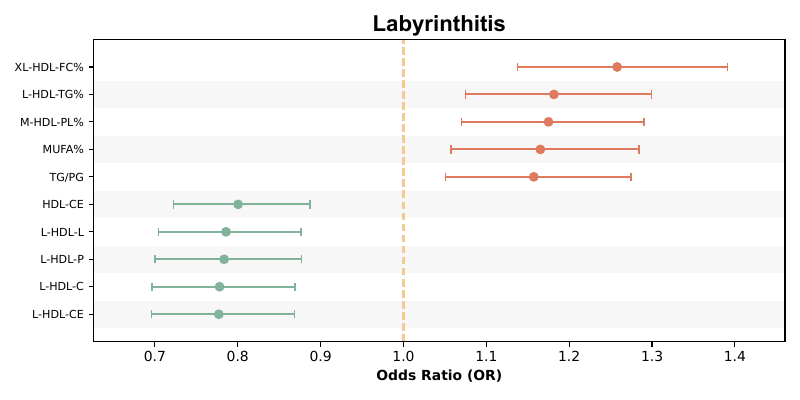 Labyrinthitis
XL-HDL-FC%
L-HDL-TG%
M-HDL-PL%
MUFA%
TG/PG
HDL-CE
L-HDL-L
L-HDL-P
L-HDL-C
L-HDL-CE
0.7 0.8 0.9 1.0 1.1 1.2 1.3 1.4
Odds Ratio (OR)